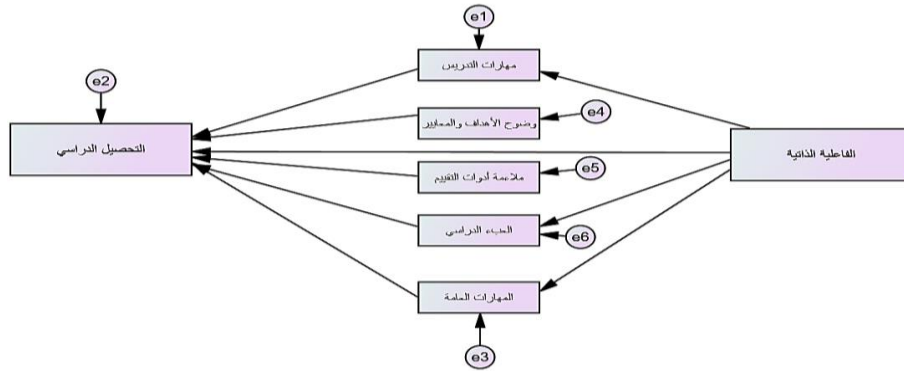 e1
مهارات التدريس
e2
وضوح الأهداف والمعايير
e4
التحصيل الدراسي
الفاعلية الذاتية
ملاءمة أدوات التقييم
e5
العبء الدراسي
e6
المهارات العامة
e3